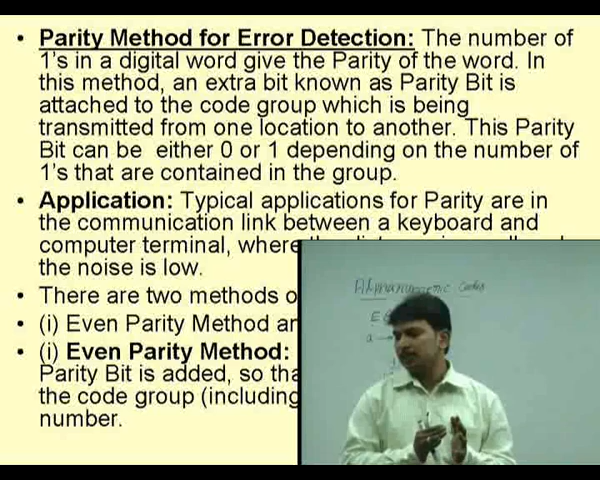 • Parity Method for Error Detection: The number of
1's in a digital word give the Parity of the word. In
this method, an extra bit known as Parity Bit is
attached to the code group which is being
transmitted from one location to another. This Parity
Bit can be either 0 or 1 depending on the number of
1's that are contained in the group.
• Application: Typical applications for Parity are in
the communication link between a keyboard and
computer terminal, where
the noise is low.
• There are two methods o
• (i) Even Parity Method an
• (i) Even Parity Method:
Parity Bit is added, so tha
the code group (including
number.
Alphanumeric Codes
a